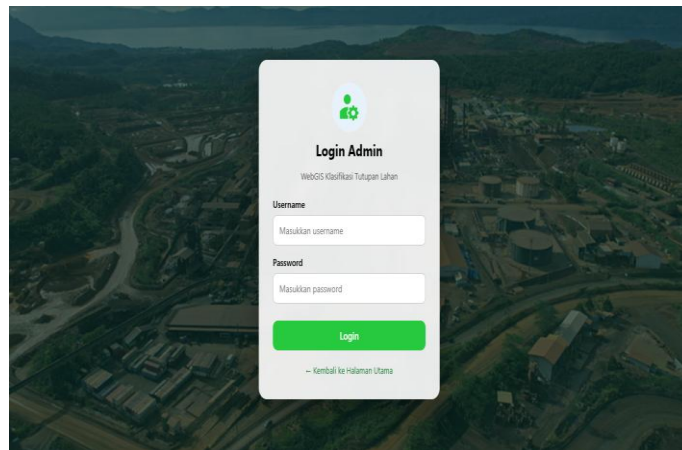 Login Admin
WebGIS Klasifikasi Tutupan Lahan
Username
Masukkan username
Password
Masukkan password
Login
← Kembali ke Halaman Utama